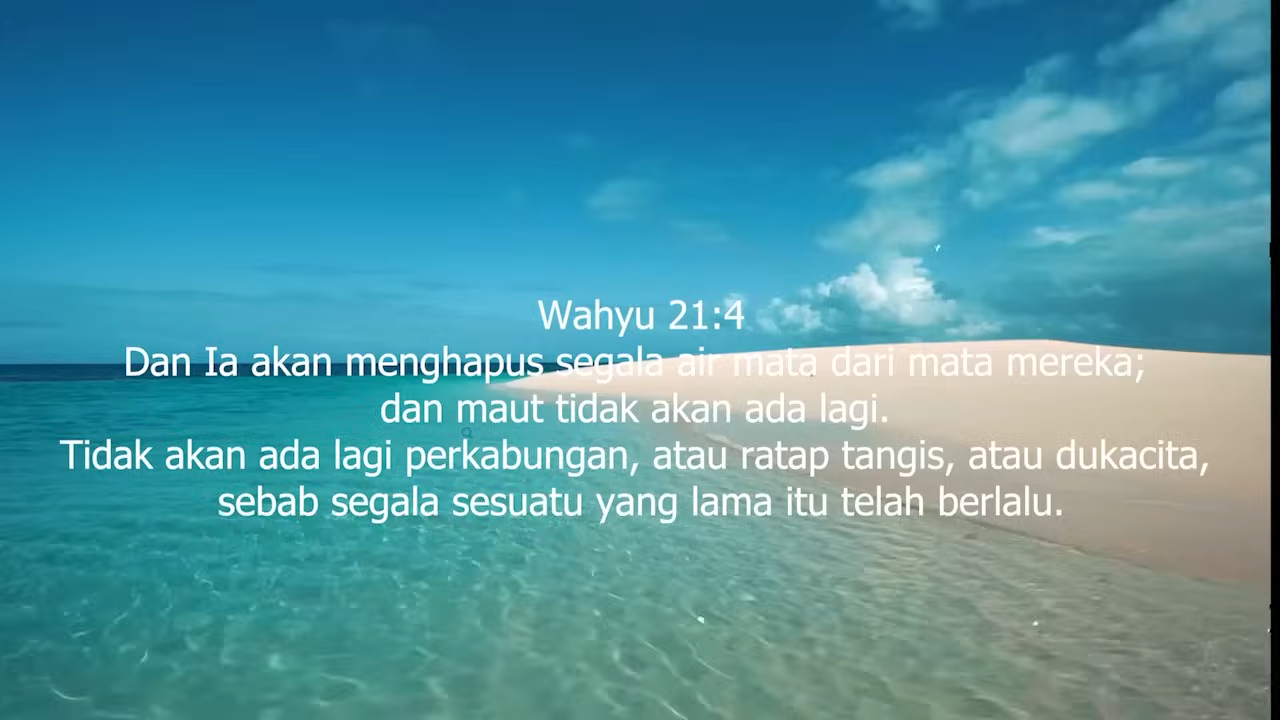 Wahyu 21:4
Dan Ia akan menghapus segala air mata dari mata mereka;
dan maut tidak akan ada lagi.
Tidak akan ada lagi perkabungan, atau ratap tangis, atau dukacita,
sebab segala sesuatu yang lama itu telah berlalu.